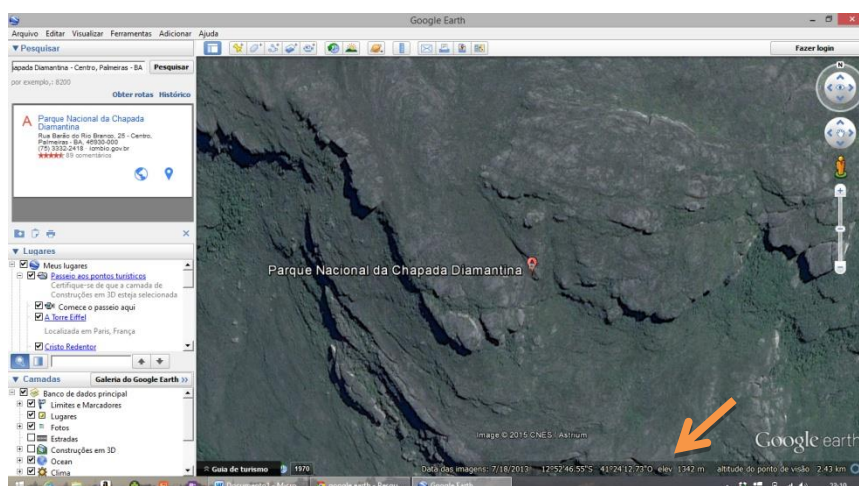 Google Earth
Arquivo Editar Visualizar Ferramentas Adicionar Ajuda
▼ Pesquisar
Fazer login
apada Diamantina - Centro, Palmeiras - BA Pesquisar
por exemplo,: 8200
Obter rotas Histórico
A Parque Nacional da Chapada
Diamantina
Rua Barão do Rio Branco, 25 - Centro,
Palmeiras - BA, 46930-000
(75) 3332-2418 - icmbio.gov.br
89 comentários
▼ Lugares
Meus lugares
Passeio aos pontos turísticos
Certifique-se de que a camada de
Construções em 3D esteja selecionada
Comece o passeio aqui
A Torre Eiffel
Localizada em Paris, França
Cristo Redentor
▼ Camadas Galeria do Google Earth »
Banco de dados principal
Limites e Marcadores
Lugares
Fotos
Estradas
Construções em 3D
Ocean
Clima
N
Parque Nacional da Chapada Diamantina
A
Image © 2015 CNES / Astrium
Google earth
Guia de turismo 1970 Data das imagens: 7/18/2013 12°52'46.55"S 41°24'12.73"O elev 1342 m altitude do ponto de visão 2.43 km
Google Earth